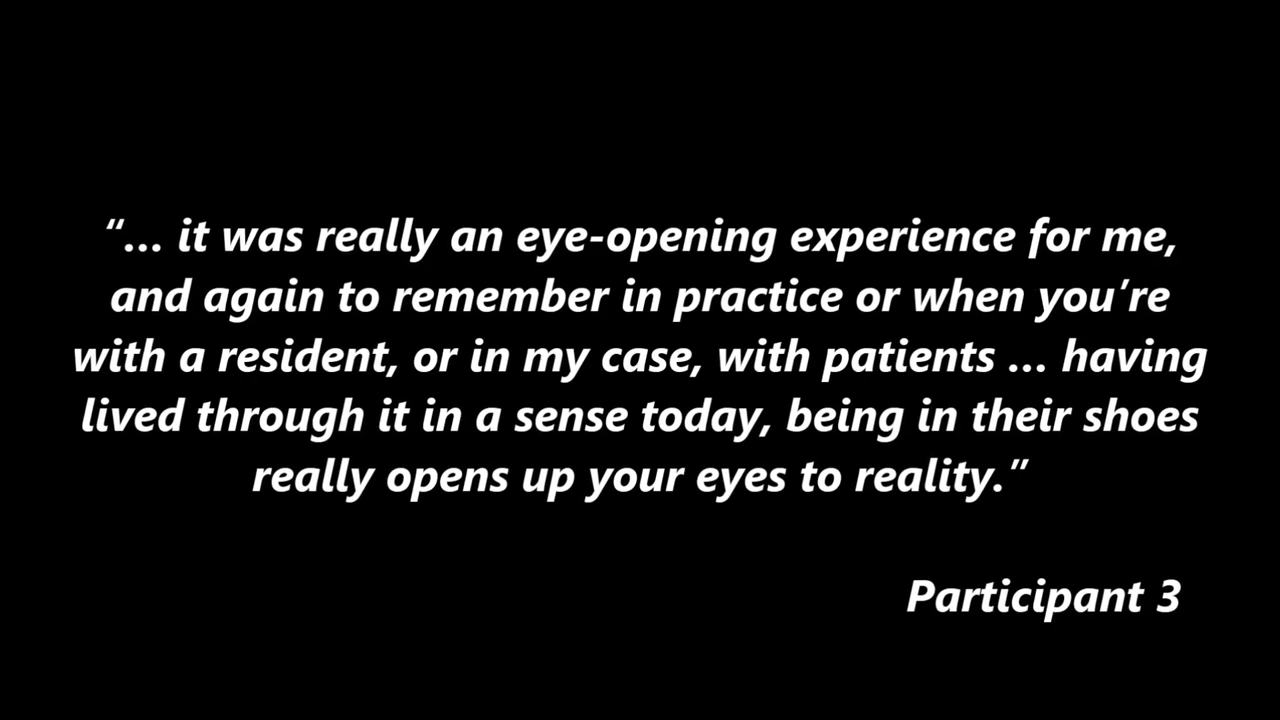 “... it was really an eye-opening experience for me,
and again to remember in practice or when you’re
with a resident, or in my case, with patients ... having
lived through it in a sense today, being in their shoes
really opens up your eyes to reality.”
Participant 3